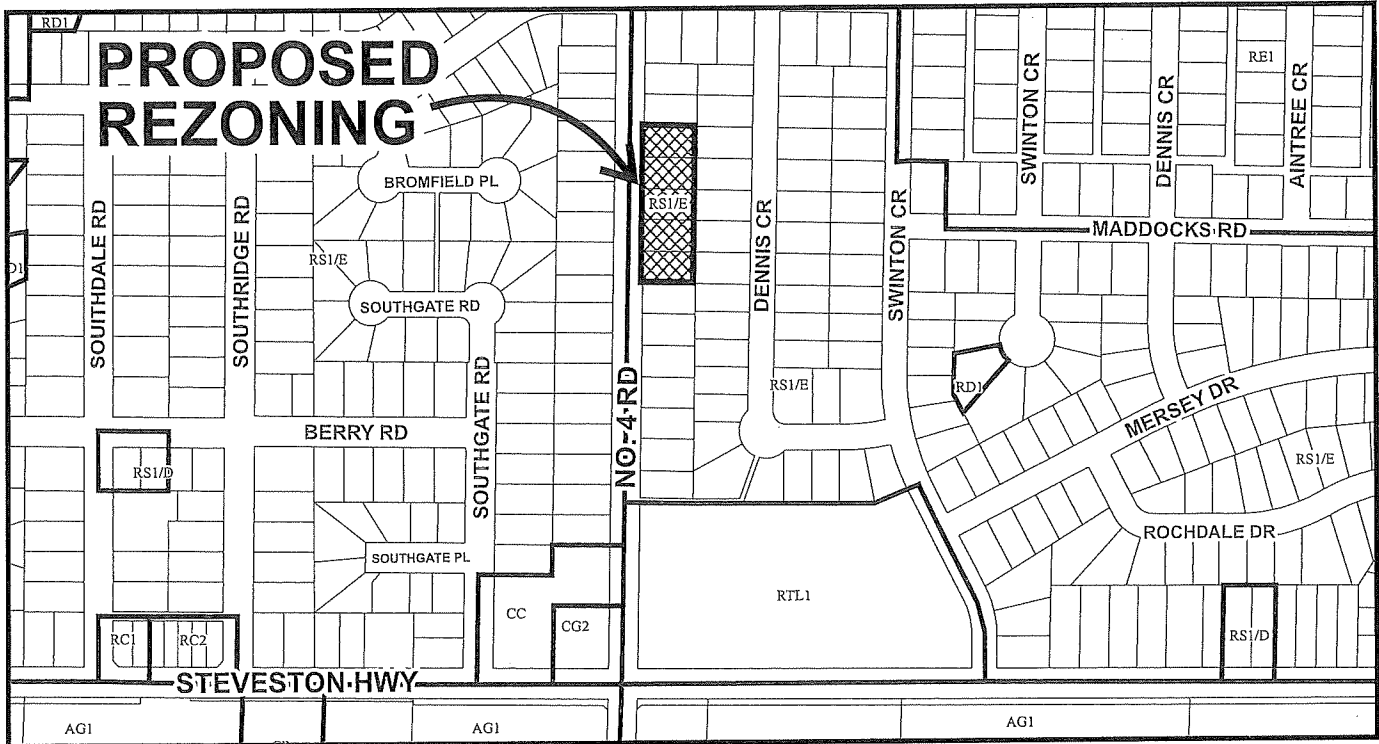 RD1
PROPOSED
REZONING
SOUTHDALE RD
SOUTHRIDGE RD
BROMFIELD PL
RS1/E
SOUTHGATE RD
SOUTHGATE RD
BERRY RD
RS1/D
SOUTHGATE PL
RC1
RC2
CC
CG2
STEVESTON HWY
NO. 4 RD
RS1/E
DENNIS CR
SWINTON CR
RS1/E
SWINTON CR
DENNIS CR
RE1
AINTREE CR
MADDOCKS RD
RD1
MERSEY DR
RS1/E
ROCHDALE DR
RTL1
RS1/D
AG1
AG1
AG1